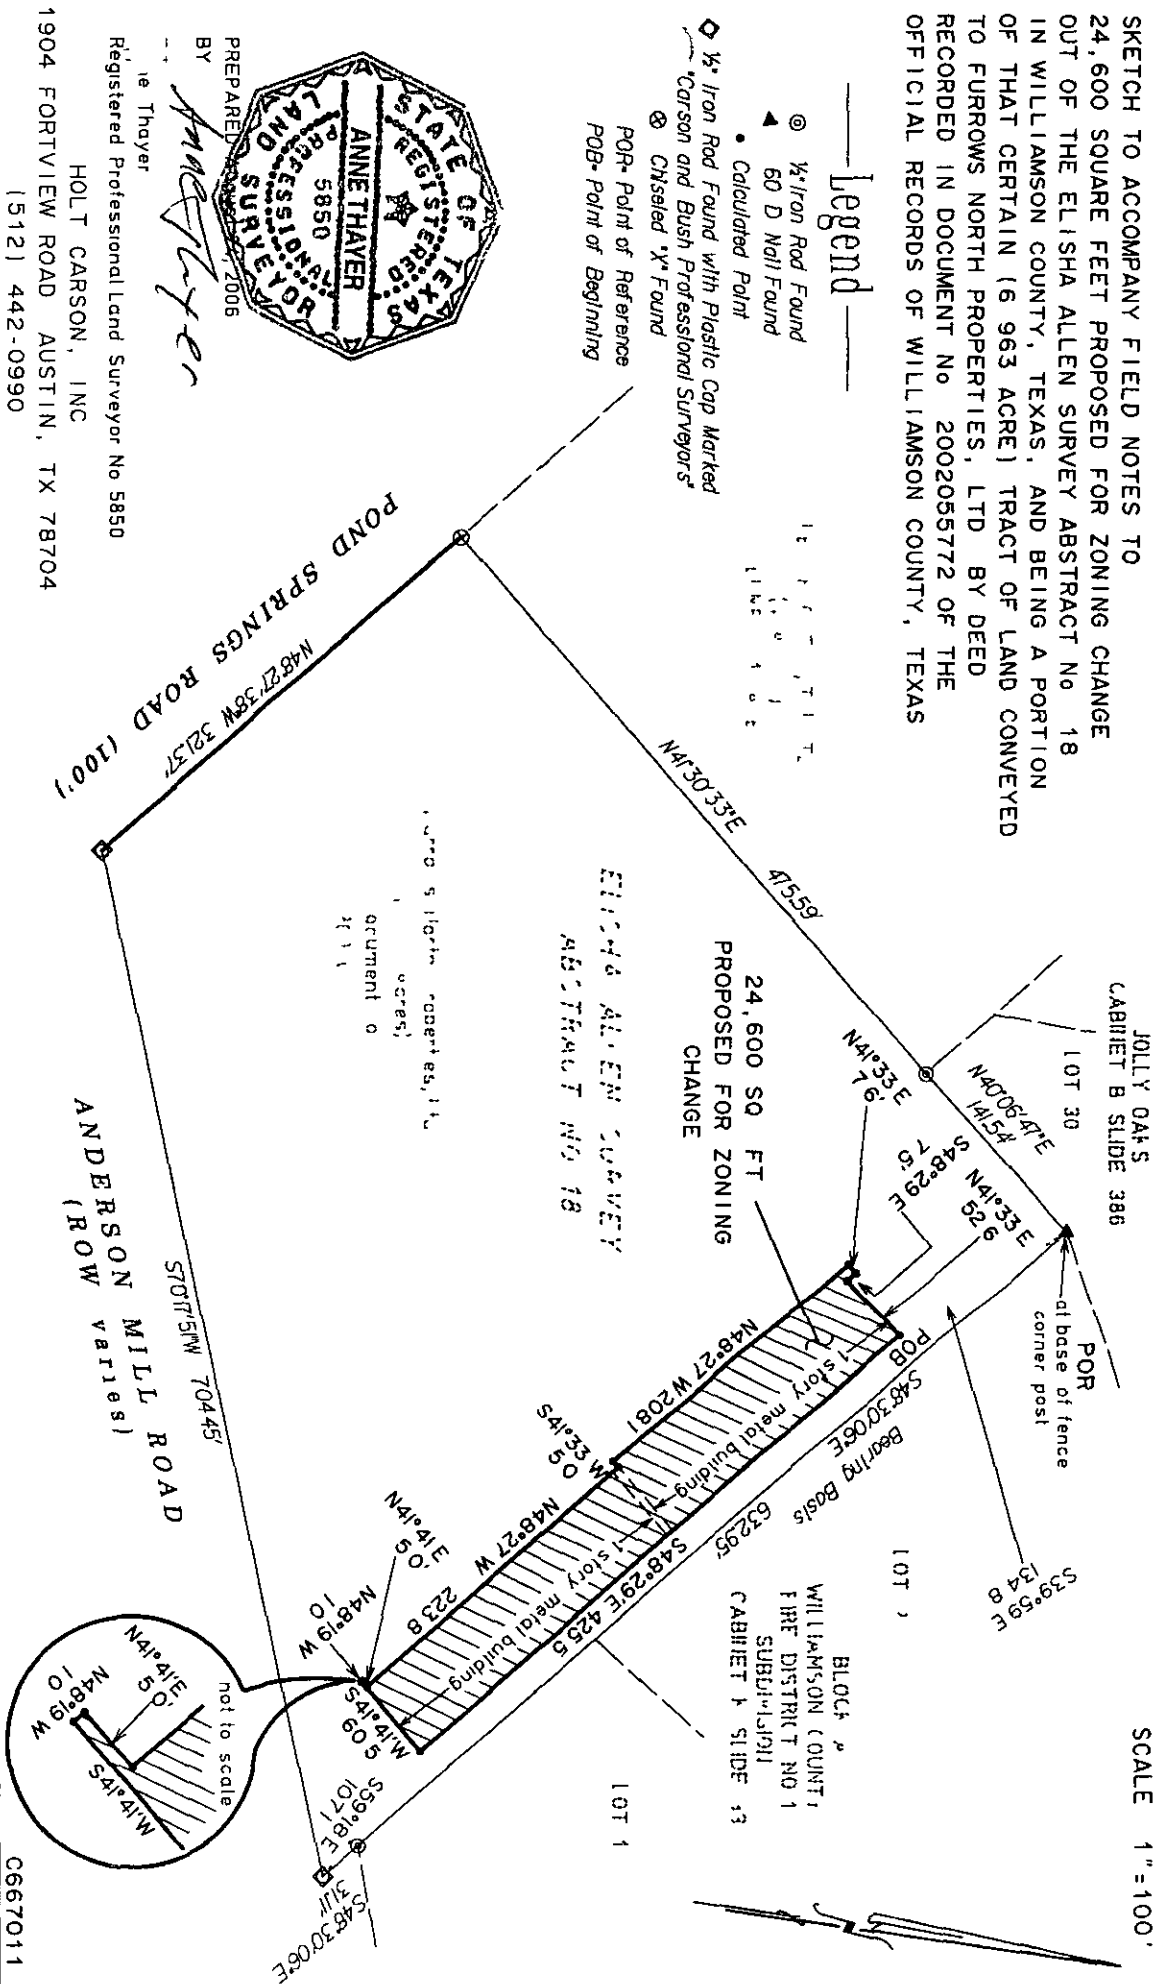 SKETCH TO ACCOMPANY FIELD NOTES TO
24,600 SQUARE FEET PROPOSED FOR ZONING CHANGE
OUT OF THE ELISHA ALLEN SURVEY ABSTRACT No 18
IN WILLIAMSON COUNTY, TEXAS, AND BEING A PORTION
OF THAT CERTAIN (6 963 ACRE) TRACT OF LAND CONVEYED
TO FURROWS NORTH PROPERTIES, LTD BY DEED
RECORDED IN DOCUMENT No 2002055772 OF THE
OFFICIAL RECORDS OF WILLIAMSON COUNTY, TEXAS
SCALE 1"=100'
Legend
½" Iron Rod Found
60 D Nail Found
Calculated Point
½" Iron Rod Found with Plastic Cap Marked
"Carson and Bush Professional Surveyors"
Chiseled "X" Found
POR= Point of Reference
POB= Point of Beginning
STATE OF TEXAS
REGISTERED
ANNE THAYER
5850
PROFESSIONAL
LAND SURVEYOR
PREPARED 2006
BY
Thayer
Registered Professional Land Surveyor No 5850
HOLT CARSON, INC
1904 FORTVIEW ROAD AUSTIN, TX 78704
(512) 442-0990
JOLLY OAKS
CABINET B SLIDE 386
LOT 30
N40°06'47"E
141.54'
POR
at base of fence
corner post
N41°30'33"E
475.59'
N41°33 E
7 6'
S48°29 E
7 5
N41°33 E
52 6
24,600 SQ FT
PROPOSED FOR ZONING
CHANGE
POB
S48°30'06"E
632.95'
Bearing Basis
S39°59 E
134 8
LOT
BLOCK
WILLIAMSON COUNTY
FIRE DISTRICT NO 1
SUBDIVISION
CABINET SLIDE
LOT 1
N48°27 W 208 1
1 story metal building
S41°33 W
5 0
1 story metal building
S48°29'E 425 5
N48°27 W
223 8
N41°41 E
5 0'
N48°19 W
1 0
S41°41'W
60 5
S59°18 E
107 1
S48°30'06"E
31.11'
ELISHA ALLEN SURVEY
ABSTRACT NO 18
POND SPRINGS ROAD (100')
N48°27'38"W 321.37'
S70°17'51"W 704.45'
ANDERSON MILL ROAD
(ROW varies)
not to scale
N41°41'E
5 0'
N48°19 W
1 0
S41°41'W
C667011